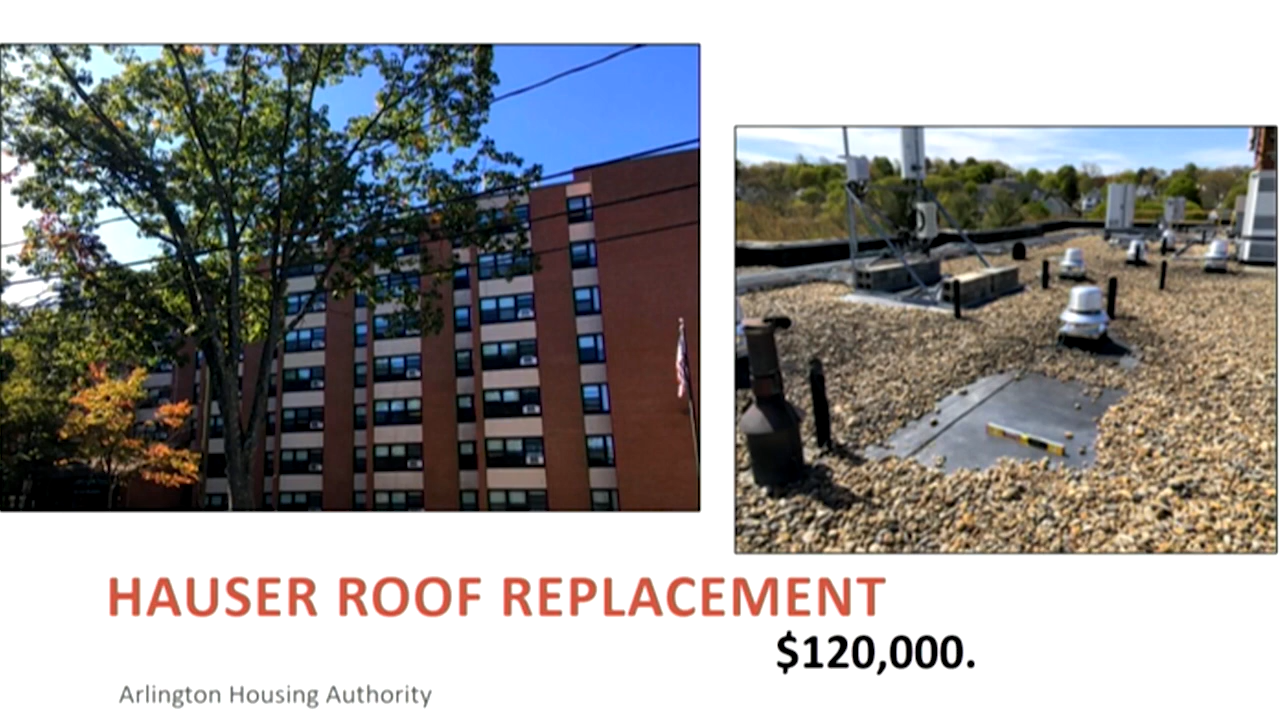 HAUSER ROOF REPLACEMENT
$120,000.
Arlington Housing Authority